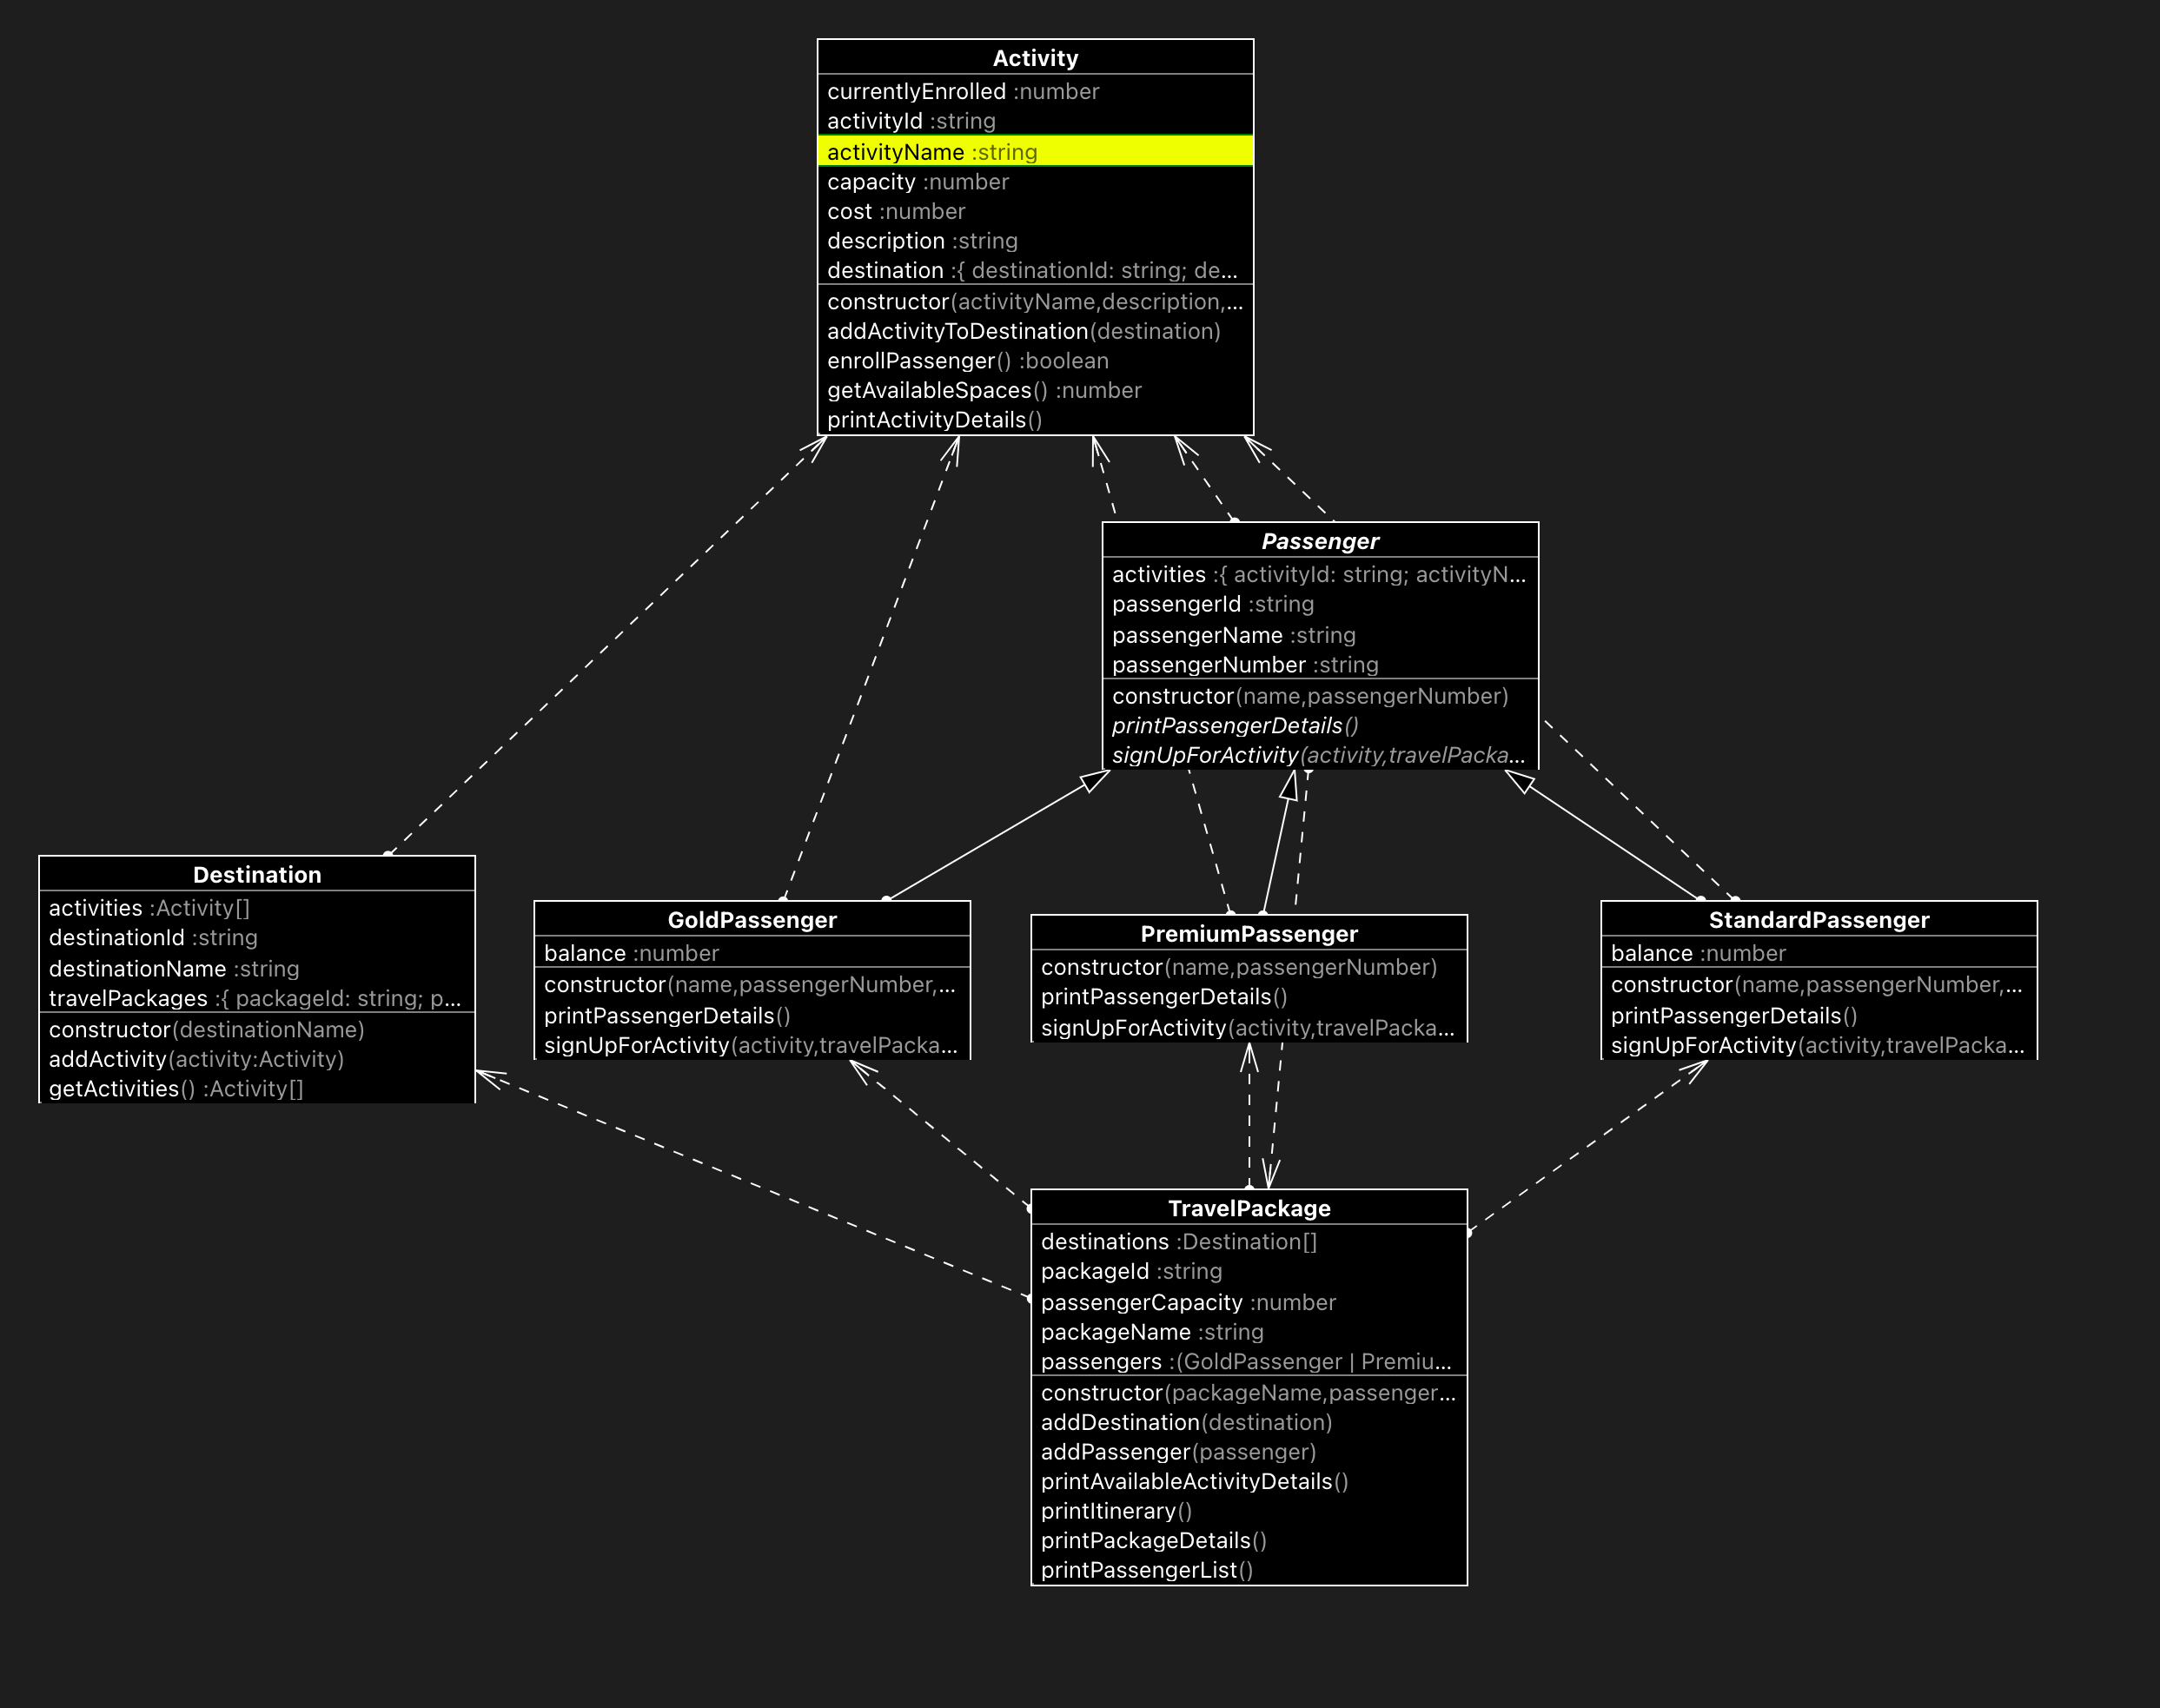 Activity
currentlyEnrolled :number
activityId :string
activityName :string
capacity :number
cost :number
description :string
destination :{ destinationId: string; de...
constructor(activityName,description,...
addActivityToDestination(destination)
enrollPassenger() :boolean
getAvailableSpaces() :number
printActivityDetails()
Passenger
activities :{ activityId: string; activityN...
passengerId :string
passengerName :string
passengerNumber :string
constructor(name,passengerNumber)
printPassengerDetails()
signUpForActivity(activity,travelPacka...
Destination
activities :Activity[]
destinationId :string
destinationName :string
travelPackages :{ packageId: string; p...
constructor(destinationName)
addActivity(activity:Activity)
getActivities() :Activity[]
GoldPassenger
balance :number
constructor(name,passengerNumber,...
printPassengerDetails()
signUpForActivity(activity,travelPacka...
PremiumPassenger
constructor(name,passengerNumber)
printPassengerDetails()
signUpForActivity(activity,travelPacka...
StandardPassenger
balance :number
constructor(name,passengerNumber,...
printPassengerDetails()
signUpForActivity(activity,travelPacka...
TravelPackage
destinations :Destination[]
packageId :string
passengerCapacity :number
packageName :string
passengers :(GoldPassenger | Premiu...
constructor(packageName,passenger...
addDestination(destination)
addPassenger(passenger)
printAvailableActivityDetails()
printItinerary()
printPackageDetails()
printPassengerList()